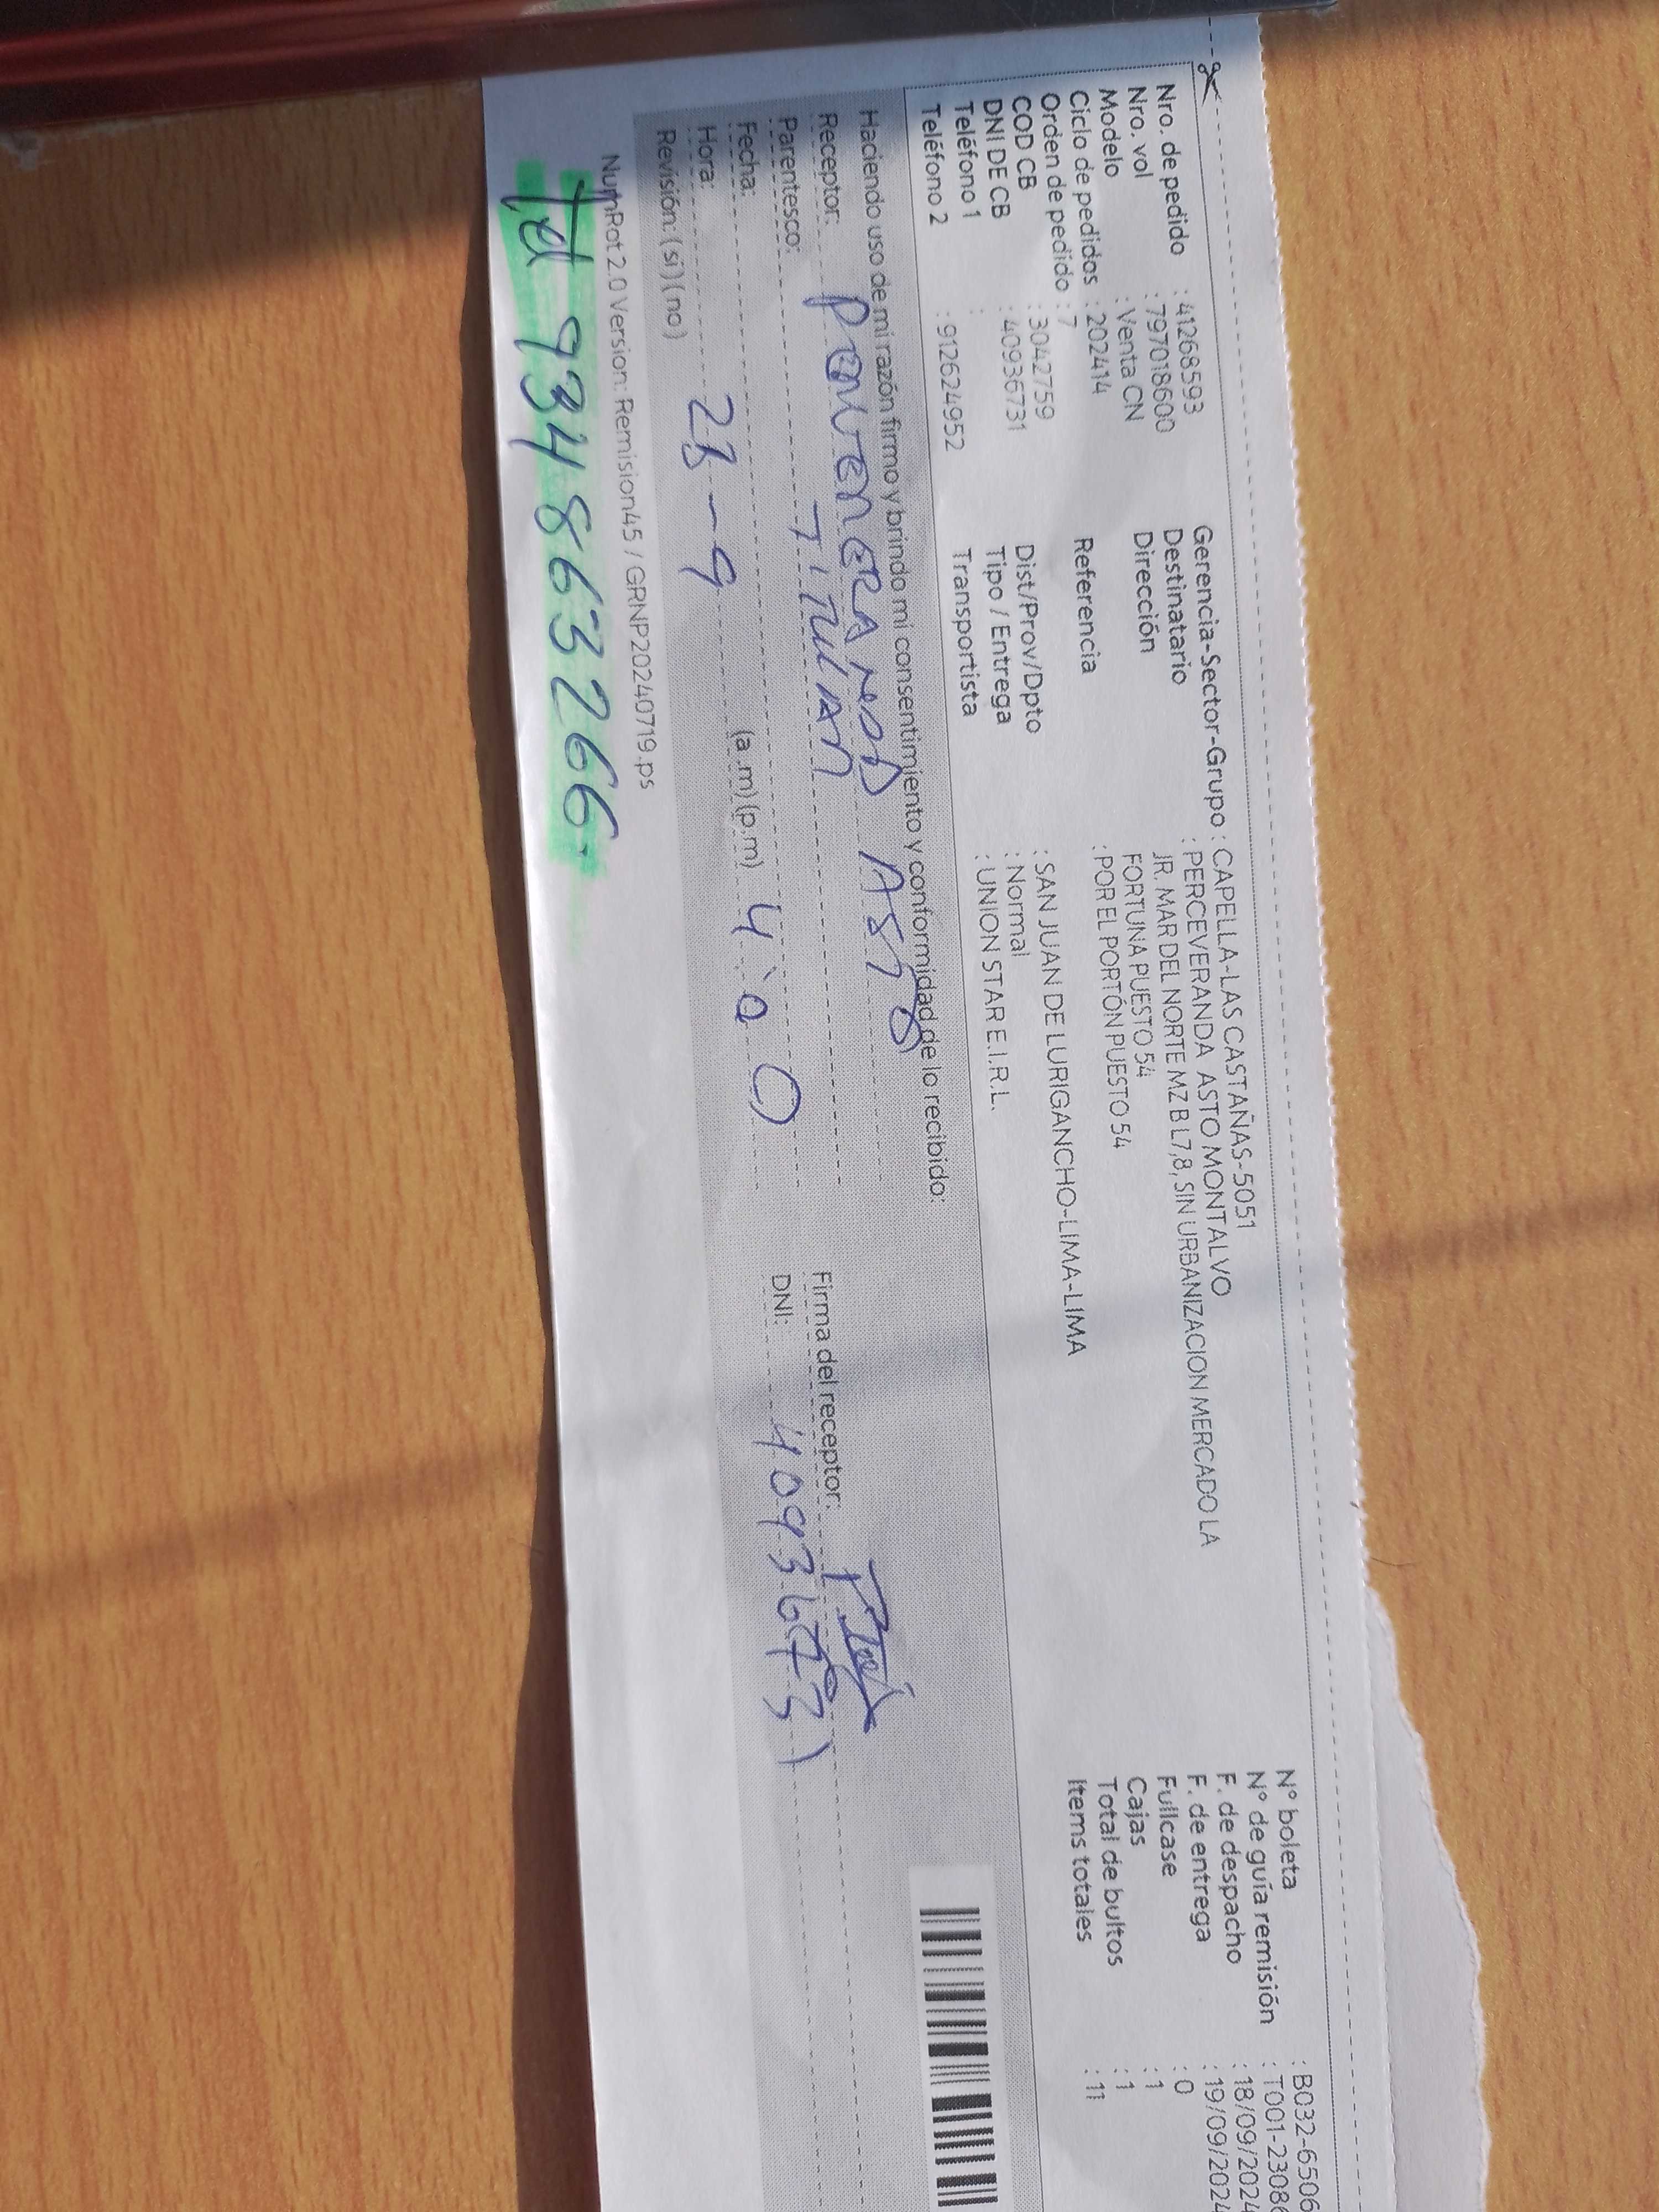 Nro. de pedido : 41268593
Nro. vol : 797018600
Modelo : Venta CN
Ciclo de pedidos : 202414
Orden de pedido : 7
COD CB : 3042759
DNI DE CB : 40936731
Teléfono 1 :
Teléfono 2 : 912624952
Gerencia-Sector-Grupo : CAPELLA-LAS CASTAÑAS-5051
Destinatario : PERCEVERANDA ASTO MONTALVO
Dirección JR. MAR DEL NORTE MZ B L7,8, SIN URBANIZACION MERCADO LA
FORTUNA PUESTO 54
Referencia : POR EL PORTÓN PUESTO 54
Dist/Prov/Dpto : SAN JUAN DE LURIGANCHO-LIMA-LIMA
Tipo / Entrega : Normal
Transportista : UNION STAR E.I.R.L.
N° boleta : B032-6506
N° de guía remisión : T001-2308
F. de despacho : 18/09/2024
F. de entrega : 19/09/2024
Fullcase : 0
Cajas : 1
Total de bultos : 1
Items totales : 11
Haciendo uso de mi razón firmo y brindo mi consentimiento y conformidad de lo recibido:
Receptor:
Parentesco: Titular
Fecha:
Hora: (a.m) (p.m) 4:00
23-9
Revisión: (si) (no)
Firma del receptor:
DNI: 40936731
NumRot 2.0 Version: Remision45 / GRNP20240719.ps
Tel 934863266.